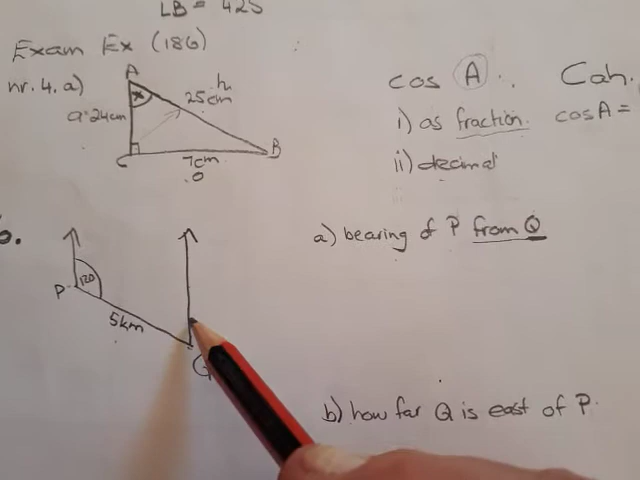 LB = 425
Exam Ex (186)
nr. 4. a)
A
x
h
25cm
a 24cm
C
7cm
O
B
cos A
Cah.
i) as fraction. cosA =
ii) decimal
P
120
5km
Q
a) bearing of P from Q
b) how far Q is east of P.